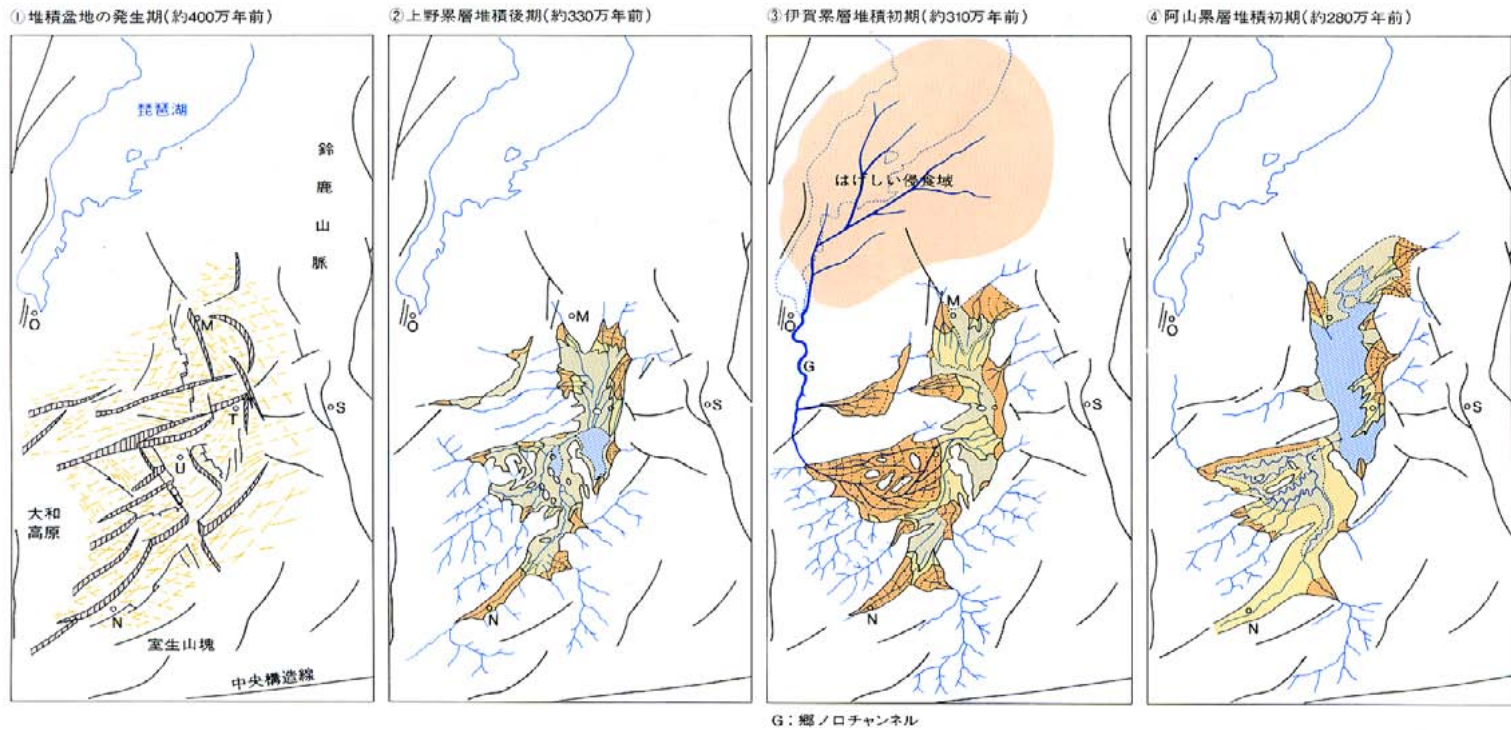 ①堆積盆地の発生期(約400万年前)
②上野累層堆積後期(約330万年前)
③伊賀累層堆積初期(約310万年前)
④阿山累層堆積初期(約280万年前)
琵琶湖
鈴鹿山脈
O
M
S
T
U
大和
高原
N
室生山塊
中央構造線
O
M
S
N
はげしい侵食域
O
M
G
S
N
O
S
N
G：郷ノ口チャンネル